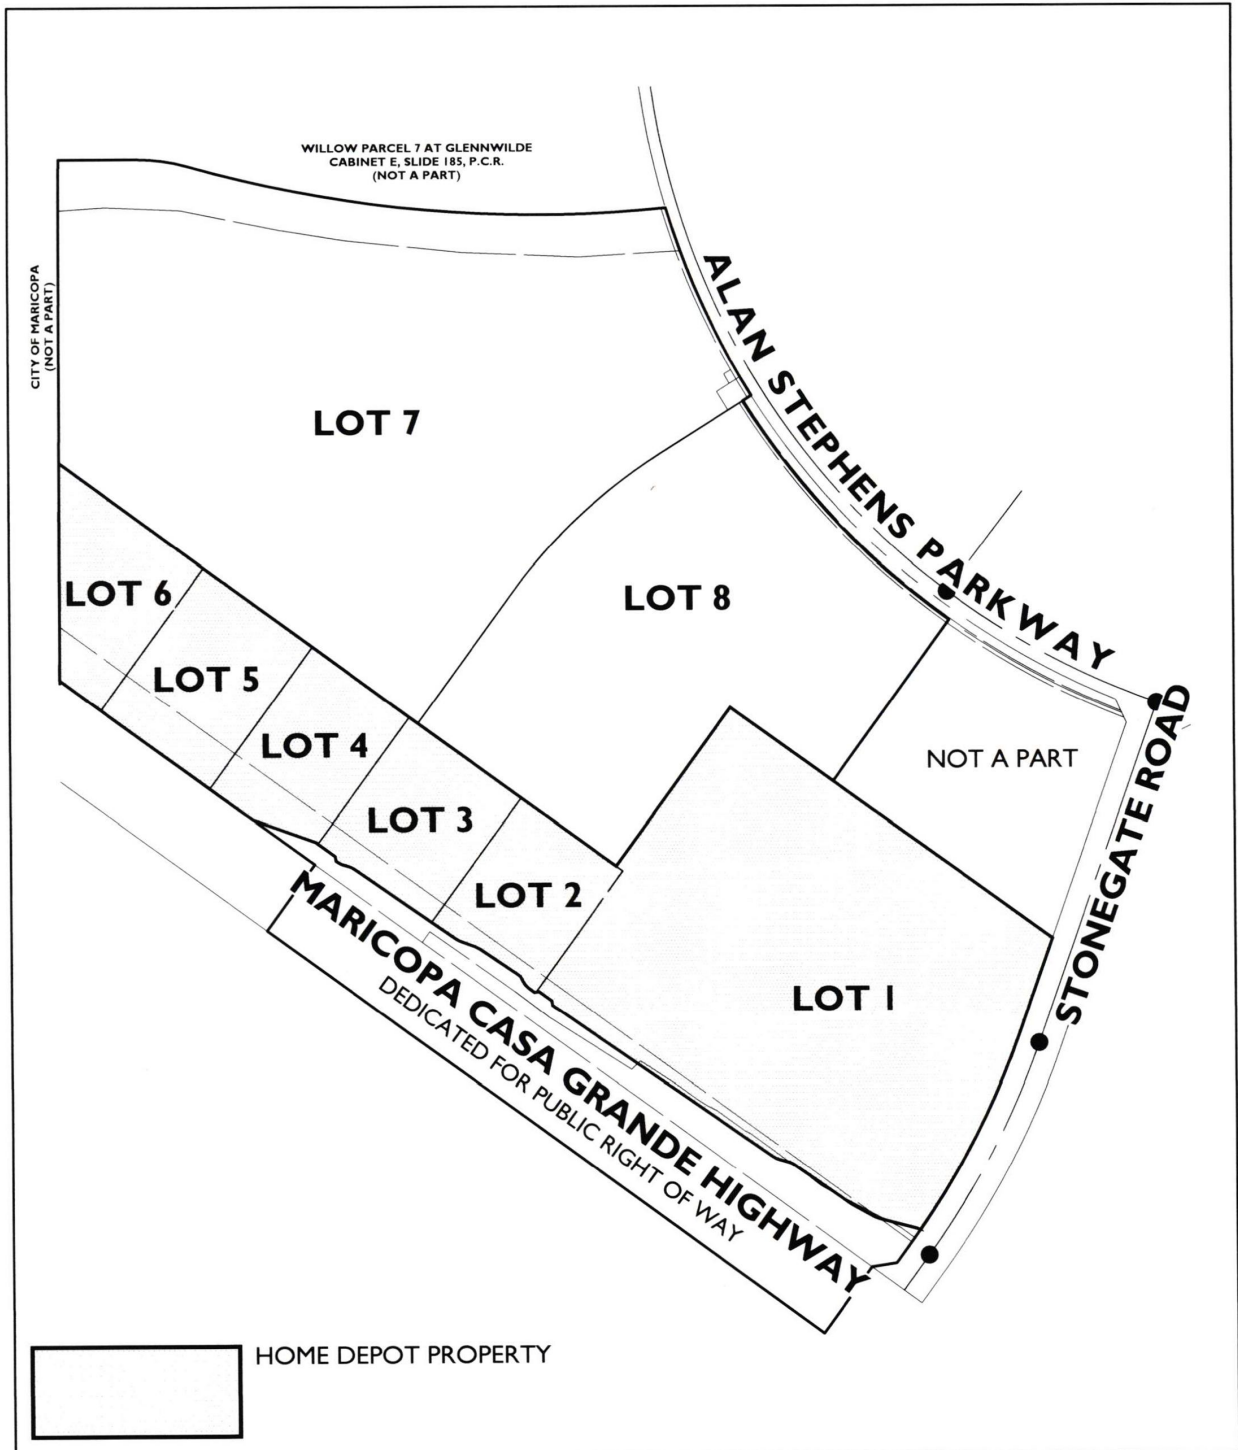 WILLOW PARCEL 7 AT GLENNWILDE
CABINET E, SLIDE 185, P.C.R.
(NOT A PART)
CITY OF MARICOPA
(NOT A PART)
ALAN STEPHENS PARKWAY
LOT 7
LOT 8
LOT 6
LOT 5
LOT 4
LOT 3
LOT 2
LOT 1
NOT A PART
STONEGATE ROAD
MARICOPA CASA GRANDE HIGHWAY
DEDICATED FOR PUBLIC RIGHT OF WAY
HOME DEPOT PROPERTY